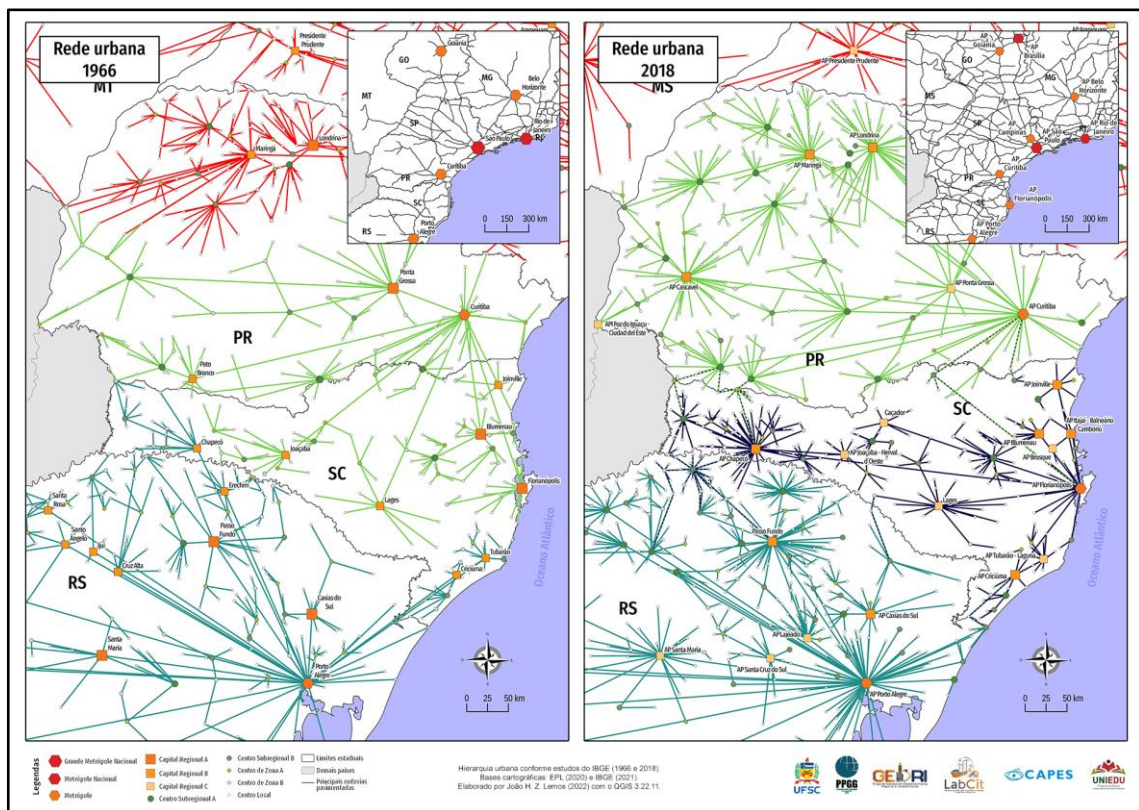 Rede urbana
1966
MT
Presidente
Prudente
Londrina
Maringá
Ponta
Grossa
Curitiba
PR
Pato
Branco
Joinville
Blumenau
Chapecó
Joaçaba
SC
Florianópolis
Lages
Erechim
Santa
Rosa
Santo
Ângelo
Ijuí
Passo
Fundo
Cruz Alta
Tubarão
Criciúma
RS
Caxias do
Sul
Santa
Maria
Porto
Alegre
Oceano Atlântico
0 25 50 km
Goiânia
GO
MG
Belo
Horizonte
MT
SP
Rio de
Janeiro
RJ
São Paulo
Curitiba
PR
SC
Porto
Alegre
RS
0 150 300 km
Rede urbana
2018
MS
AP Presidente Prudente
AP Londrina
AP Maringá
AP Cascavel
AP Ponta Grossa
AP Curitiba
API Foz do Iguaçu -
Ciudad del Este
PR
SC
AP Joinville
Caçador
AP Itajaí - Balneário
Camboriú
AP Blumenau
AP Brusque
AP Chapecó
AP Joaçaba - Herval
d'Oeste
AP Florianópolis
Lages
Passo Fundo
AP Tubarão - Laguna
AP Criciúma
RS
AP Caxias do Sul
AP Lajeado
AP Santa Maria
AP Santa Cruz do Sul
AP Porto Alegre
Oceano Atlântico
0 25 50 km
AP
Goiânia
AP
Brasília
GO
MG
AP Belo
Horizonte
MS
SP
AP
Campinas
AP São
Paulo
AP Rio de
Janeiro
RJ
AP
Curitiba
PR
SC
AP
Florianópolis
AP Porto
Alegre
RS
0 150 300 km
Legendas
Grande Metrópole Nacional
Metrópole Nacional
Metrópole
Capital Regional A
Capital Regional B
Capital Regional C
Centro Subregional A
Centro Subregional B
Centro de Zona A
Centro de Zona B
Centro Local
Limites estaduais
Demais países
Principais rodovias
pavimentadas
Hierarquia urbana conforme estudos do IBGE (1966 e 2018).
Bases cartográficas: EPL (2020) e IBGE (2021).
Elaborado por João H. Z. Lemos (2022) com o QGIS 3.22.11.
UFSC
PPGG
LabCit
CAPES
UNIEDU